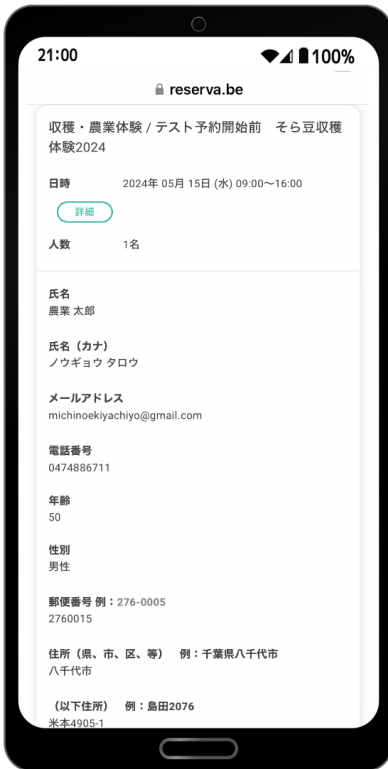 21:00 100%
reserva.be
収穫・農業体験 / テスト予約開始前　そら豆収穫
体験2024
日時 2024年 05月 15日 (水) 09:00〜16:00
詳細
人数 1名
氏名
農業 太郎
氏名（カナ）
ノウギョウ タロウ
メールアドレス
michinoekiyachiyo@gmail.com
電話番号
0474886711
年齢
50
性別
男性
郵便番号 例：276-0005
2760015
住所（県、市、区、等）　例：千葉県八千代市
八千代市
（以下住所）　例：島田2076
米本4905-1